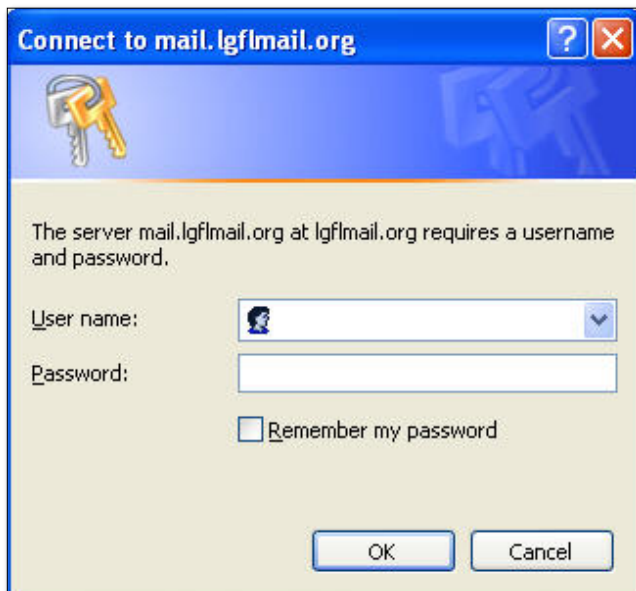 Connect to mail.lgflmail.org
The server mail.lgflmail.org at lgflmail.org requires a username
and password.
User name:
Password:
Remember my password
OK
Cancel